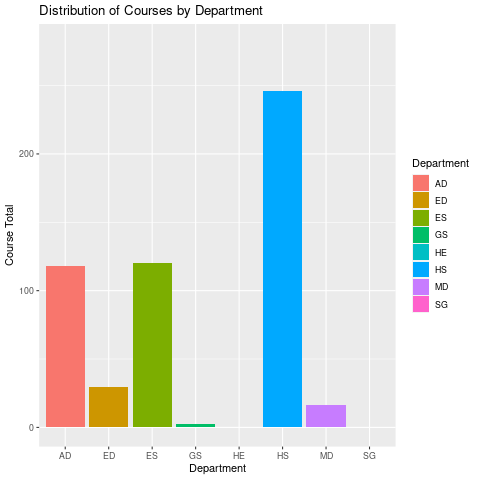 Distribution of Courses by Department
Course Total
200
100
0
AD ED ES GS HE HS MD SG
Department
Department
AD
ED
ES
GS
HE
HS
MD
SG